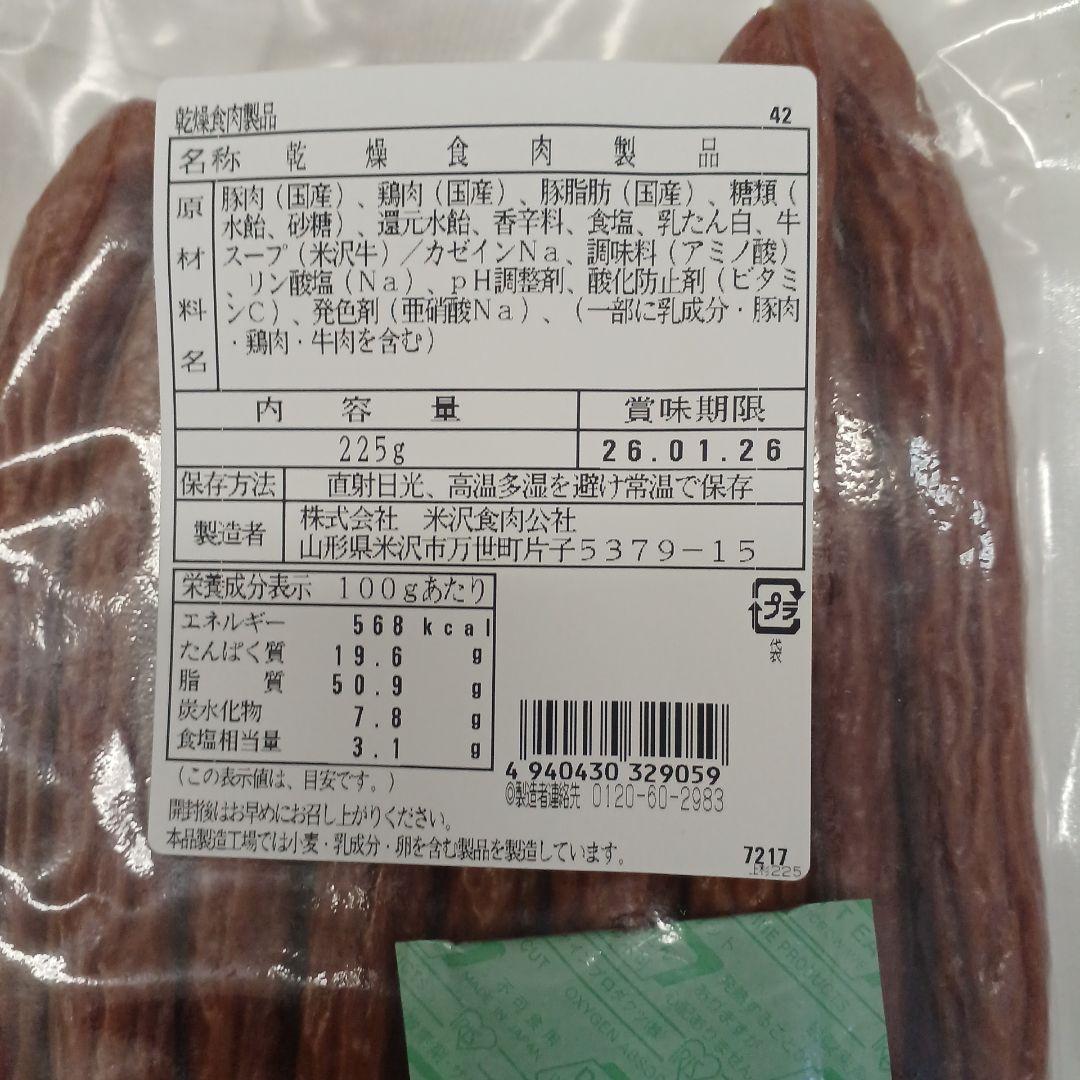 乾燥食肉製品 42
名称 乾燥食肉製品
原材料名
豚肉（国産）、鶏肉（国産）、豚脂肪（国産）、糖類（
水飴、砂糖）、還元水飴、香辛料、食塩、乳たん白、牛
スープ（米沢牛）／カゼインＮａ、調味料（アミノ酸）
、リン酸塩（Ｎａ）、ｐＨ調整剤、酸化防止剤（ビタミ
ンＣ）、発色剤（亜硝酸Ｎａ）、（一部に乳成分・豚肉
・鶏肉・牛肉を含む）
内容量 賞味期限
225g 26.01.26
保存方法 直射日光、高温多湿を避け常温で保存
製造者 株式会社 米沢食肉公社
山形県米沢市万世町片子５３７９－１５
栄養成分表示 100gあたり
エネルギー 568 kcal
たんぱく質 19.6 g
脂質 50.9 g
炭水化物 7.8 g
食塩相当量 3.1 g
（この表示値は、目安です。）
プラ
袋
4 940430 329059
◎製造者連絡先 0120-60-2983
開封後はお早めにお召し上がりください。
本品製造工場では小麦・乳成分・卵を含む製品を製造しています。
7217
上杉225
不可食用
MADE IN JAPAN